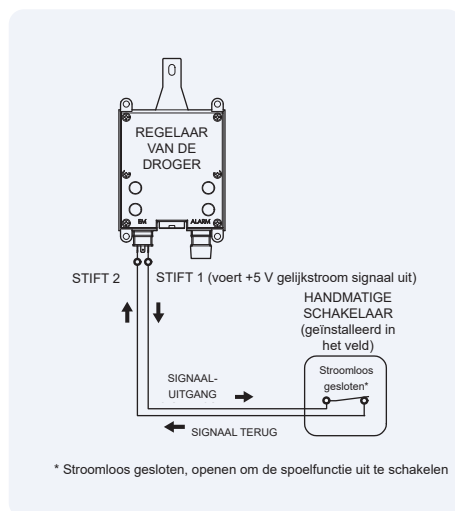 REGELAAR
VAN DE
DROGER
EM
ALARM
STIFT 2
STIFT 1 (voert +5 V gelijkstroom signaal uit)
HANDMATIGE
SCHAKELAAR
(geïnstalleerd in
het veld)
Stroomloos
gesloten*
SIGNAAL-
UITGANG
SIGNAAL TERUG
* Stroomloos gesloten, openen om de spoelfunctie uit te schakelen